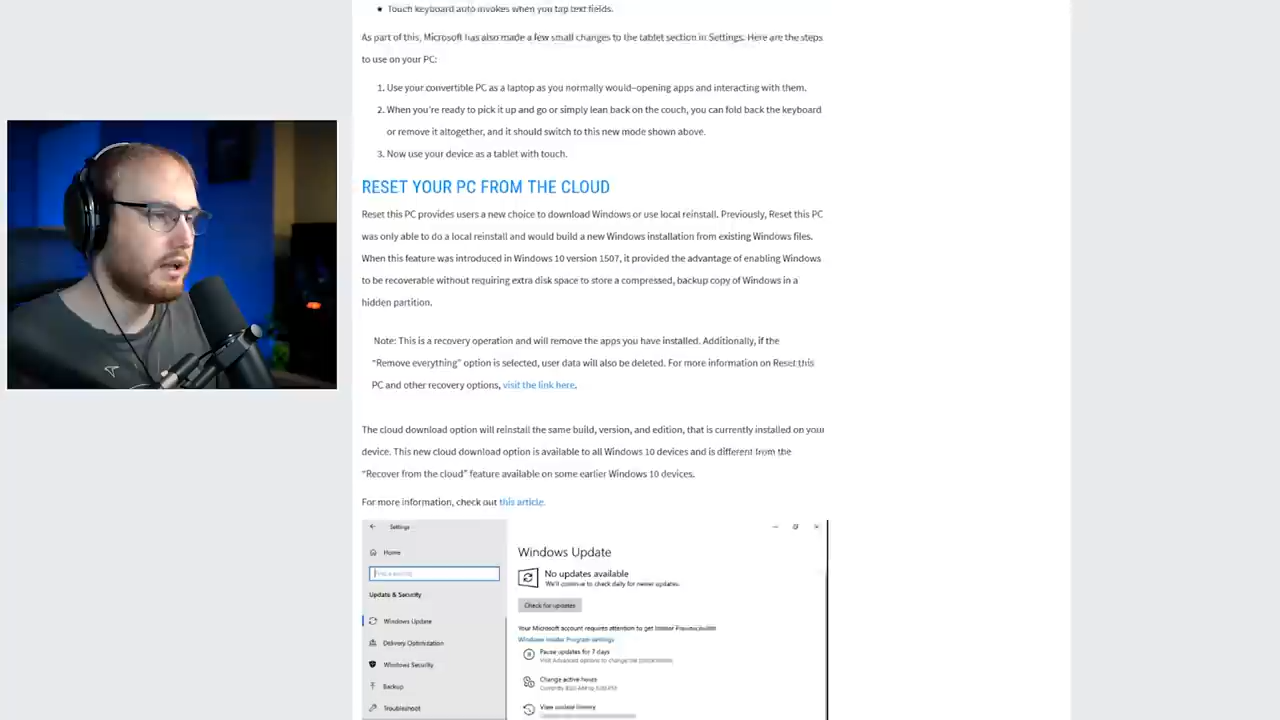 • Touch keyboard auto invokes when you tap text fields.
As part of this, Microsoft has also made a few small changes to the tablet section in Settings. Here are the steps
to use on your PC:
1. Use your convertible PC as a laptop as you normally would–opening apps and interacting with them.
2. When you're ready to pick it up and go or simply lean back on the couch, you can fold back the keyboard
or remove it altogether, and it should switch to this new mode shown above.
3. Now use your device as a tablet with touch.
RESET YOUR PC FROM THE CLOUD
Reset this PC provides users a new choice to download Windows or use local reinstall. Previously, Reset this PC
was only able to do a local reinstall and would build a new Windows installation from existing Windows files.
When this feature was introduced in Windows 10 version 1507, it provided the advantage of enabling Windows
to be recoverable without requiring extra disk space to store a compressed, backup copy of Windows in a
hidden partition.
Note: This is a recovery operation and will remove the apps you have installed. Additionally, if the
"Remove everything" option is selected, user data will also be deleted. For more information on Reset this
PC and other recovery options, visit the link here.
The cloud download option will reinstall the same build, version, and edition, that is currently installed on your
device. This new cloud download option is available to all Windows 10 devices and is different from the
"Recover from the cloud" feature available on some earlier Windows 10 devices.
For more information, check out this article.
Settings
Home
Find a setting
Update & Security
Windows Update
Delivery Optimization
Windows Security
Backup
Troubleshoot
Windows Update
No updates available
We'll continue to check daily for newer updates.
Check for updates
Your Microsoft account requires attention to get
Windows Insider Program settings
Pause updates for 7 days
Visit Advanced options to change the
Change active hours
Currently
View update history